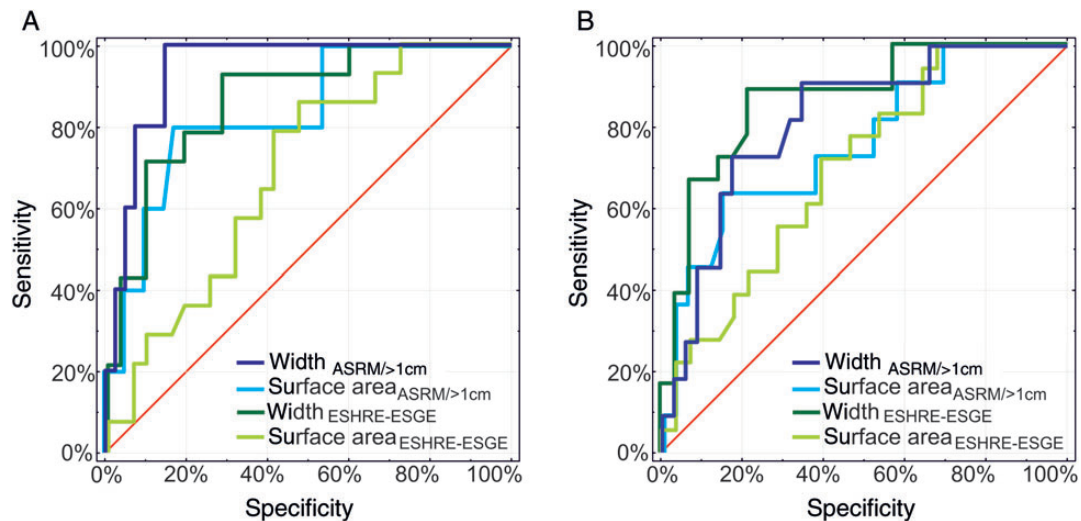 A
100%
80%
60%
40%
20%
0%
Sensitivity
Width ASRM/>1cm
Surface area ASRM/>1cm
Width ESHRE-ESGE
Surface area ESHRE-ESGE
0% 20% 40% 60% 80% 100%
Specificity
B
100%
80%
60%
40%
20%
0%
Sensitivity
Width ASRM/>1cm
Surface area ASRM/>1cm
Width ESHRE-ESGE
Surface area ESHRE-ESGE
0% 20% 40% 60% 80% 100%
Specificity